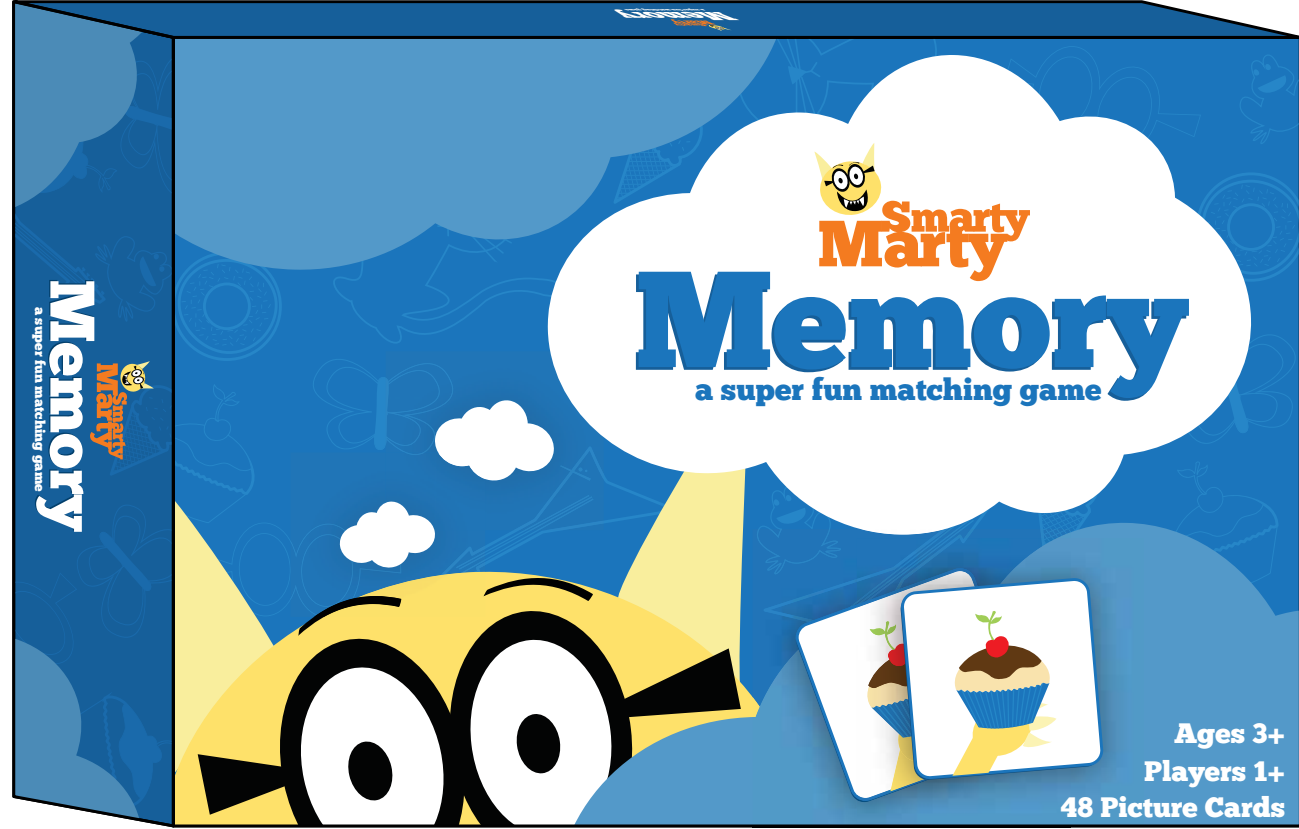 Memory
Smarty
Marty
Memory
a super fun matching game
Smarty
Marty
Memory
a super fun matching game
Ages 3+
Players 1+
48 Picture Cards